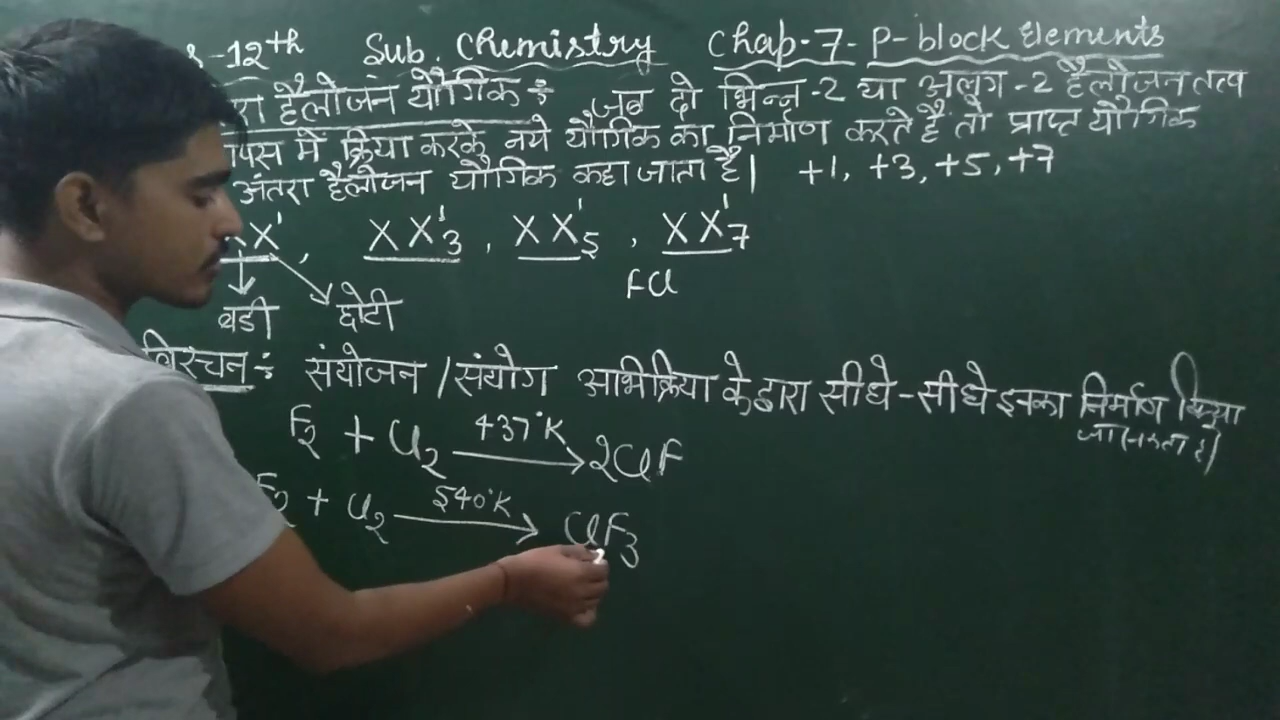 -12th Sub. Chemistry Chap-7- P-block Elements
हैलोजन यौगिक : जब दो भिन्न-2 या अलग-2 हैलोजन तत्व
में क्रिया करके नये यौगिक का निर्माण करते है तो प्राप्त यौगिक
अंतरा हैलोजन यौगिक कहा जाता है| +1, +3, +5, +7
XX', XX'3, XX'5, XX'7
FCl
बडी छोटी
विरचन : संयोजन / संयोग अभिक्रिया के द्वारा सीधे-सीधे इनका निर्माण किया
जा सकता है|
F2 + Cl2 437°K → 2ClF
F2 + Cl2 540°K → ClF3